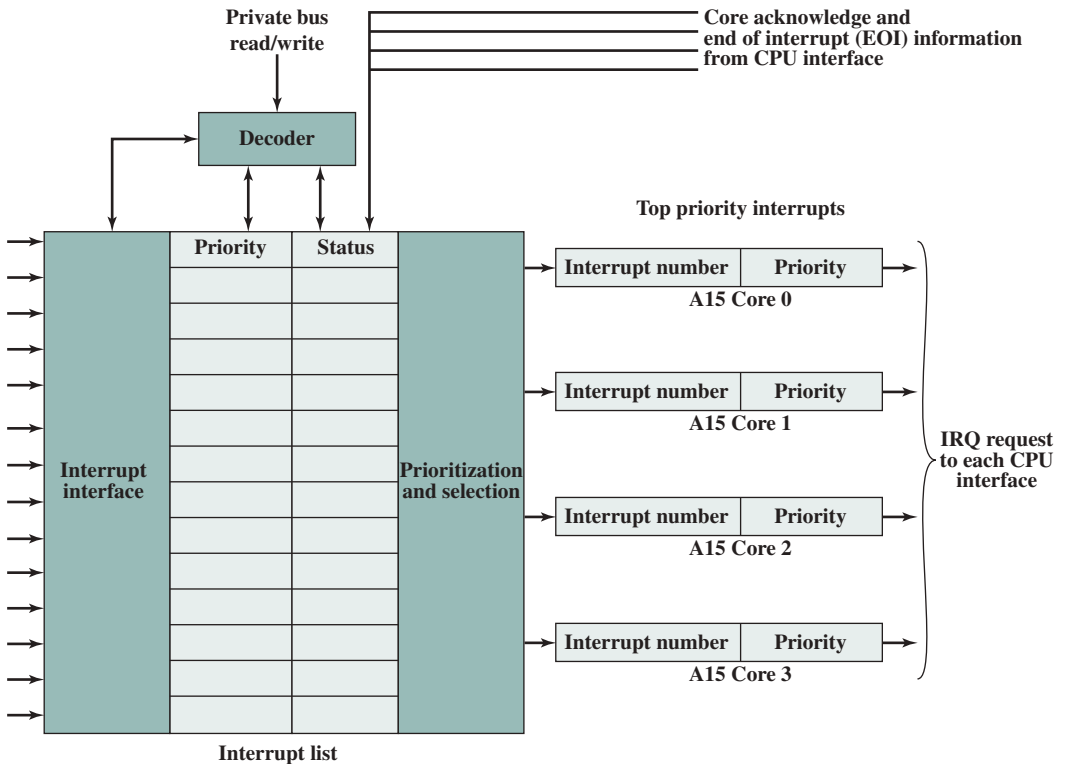 Private bus
read/write
Core acknowledge and
end of interrupt (EOI) information
from CPU interface
Decoder
Top priority interrupts
Priority
Status
Interrupt number
Priority
A15 Core 0
Interrupt number
Priority
A15 Core 1
Interrupt
interface
Prioritization
and selection
IRQ request
to each CPU
interface
Interrupt number
Priority
A15 Core 2
Interrupt number
Priority
A15 Core 3
Interrupt list